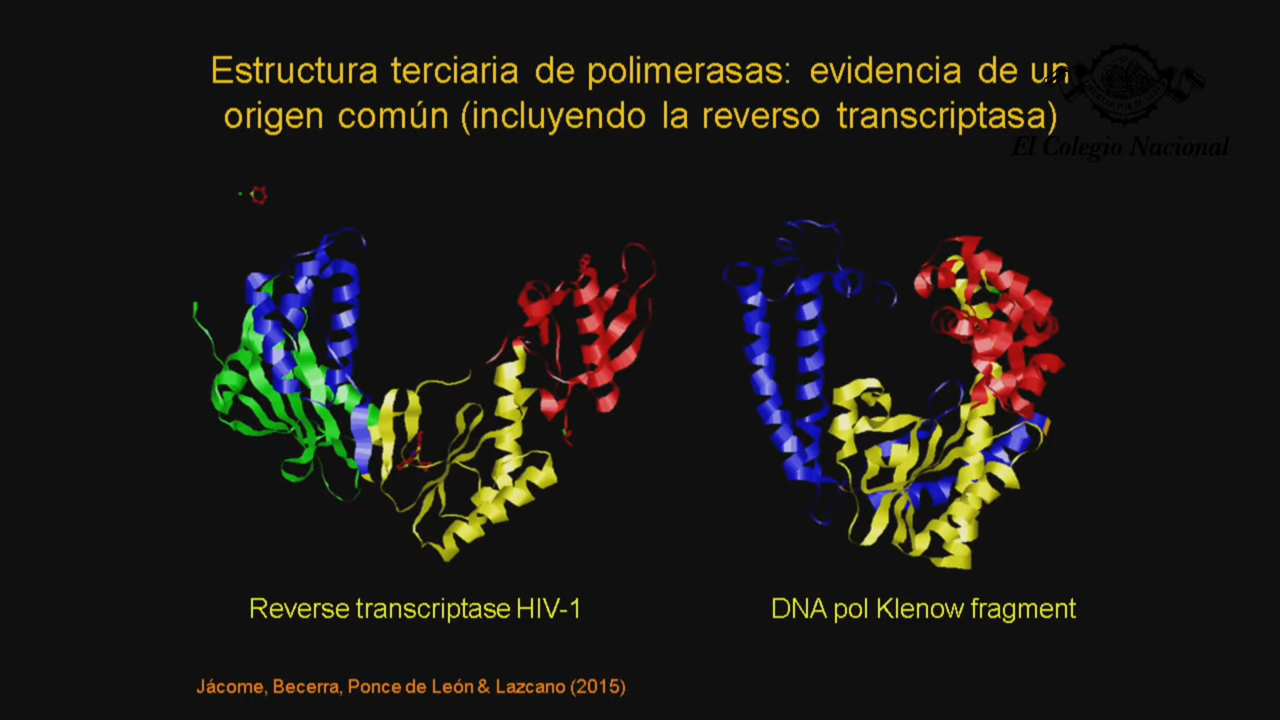 Estructura terciaria de polimerasas: evidencia de un
origen común (incluyendo la reverso transcriptasa)
El Colegio Nacional
Reverse transcriptase HIV-1
DNA pol Klenow fragment
Jácome, Becerra, Ponce de León & Lazcano (2015)